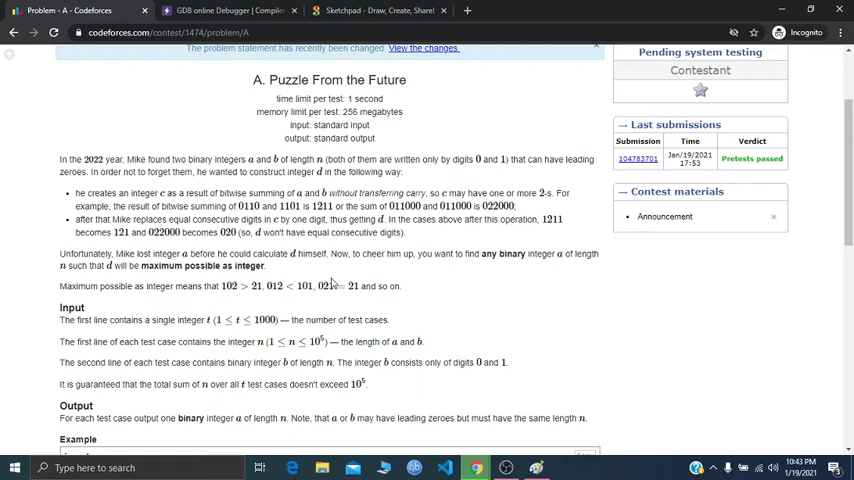 Problem - A - Codeforces
GDB online Debugger | Compile
Sketchpad - Draw, Create, Share!
codeforces.com/contest/1474/problem/A
Incognito
The problem statement has recently been changed. View the changes.
×
A. Puzzle From the Future
time limit per test: 1 second
memory limit per test: 256 megabytes
input: standard input
output: standard output
In the 2022 year, Mike found two binary integers a and b of length n (both of them are written only by digits 0 and 1) that can have leading
zeroes. In order not to forget them, he wanted to construct integer d in the following way:
• he creates an integer c as a result of bitwise summing of a and b without transferring carry, so c may have one or more 2-s. For
example, the result of bitwise summing of 0110 and 1101 is 1211 or the sum of 011000 and 011000 is 022000;
• after that Mike replaces equal consecutive digits in c by one digit, thus getting d. In the cases above after this operation, 1211
becomes 121 and 022000 becomes 020 (so, d won't have equal consecutive digits).
Unfortunately, Mike lost integer a before he could calculate d himself. Now, to cheer him up, you want to find any binary integer a of length
n such that d will be maximum possible as integer.
Maximum possible as integer means that 102 > 21, 012 < 101, 021 = 21 and so on.
Input
The first line contains a single integer t (1 ≤ t ≤ 1000) — the number of test cases.
The first line of each test case contains the integer n (1 ≤ n ≤ 10⁵) — the length of a and b.
The second line of each test case contains binary integer b of length n. The integer b consists only of digits 0 and 1.
It is guaranteed that the total sum of n over all t test cases doesn't exceed 10⁵.
Output
For each test case output one binary integer a of length n. Note, that a or b may have leading zeroes but must have the same length n.
Example
Pending system testing
Contestant
→ Last submissions
Submission Time Verdict
104783701 Jan/19/2021 17:53 Pretests passed
→ Contest materials
• Announcement ×
Type here to search
10:43 PM
1/19/2021